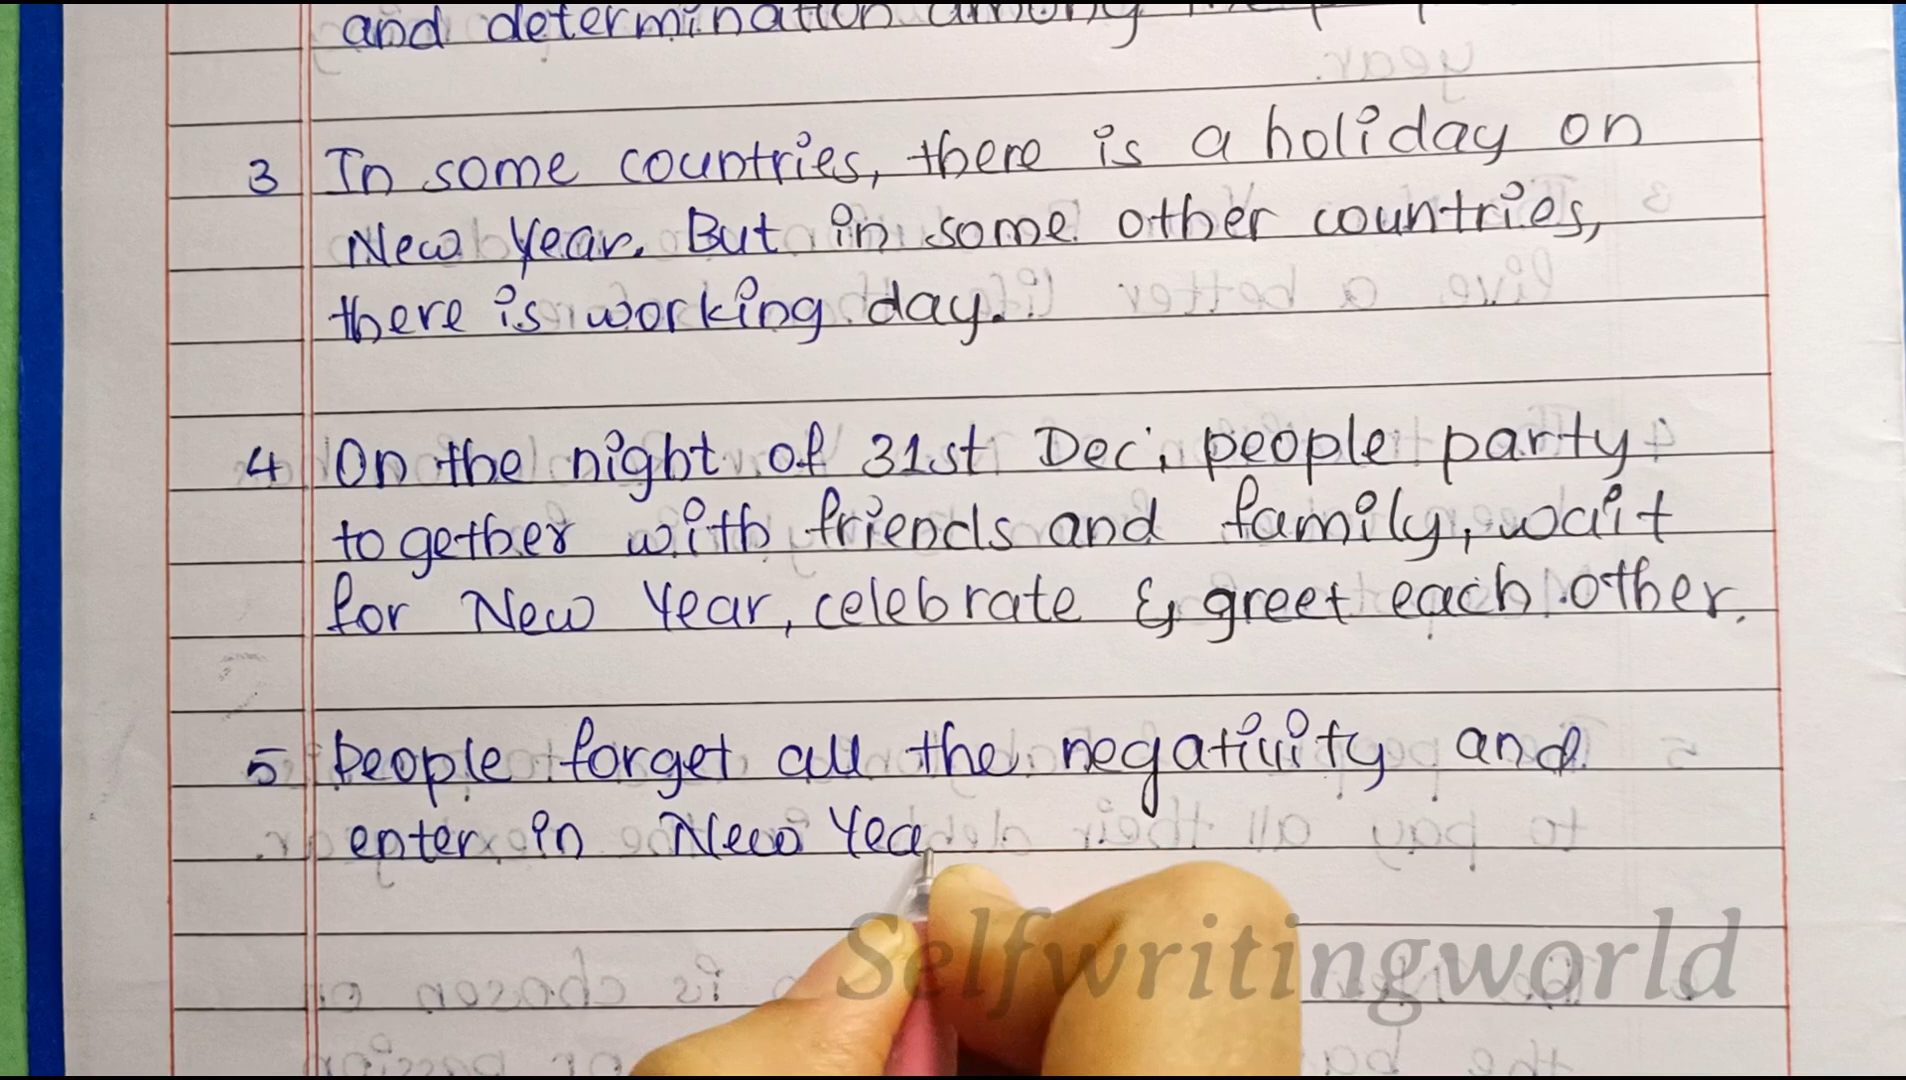 and determination among the
3 In some countries, there is a holiday on
New Year. But in some other countries,
there is working day.
4 On the night of 31st Dec, people party
together with friends and family, wait
for New Year, celebrate & greet each other.
5 People forget all the negativity and
enter in New Yea
Selfwritingworld